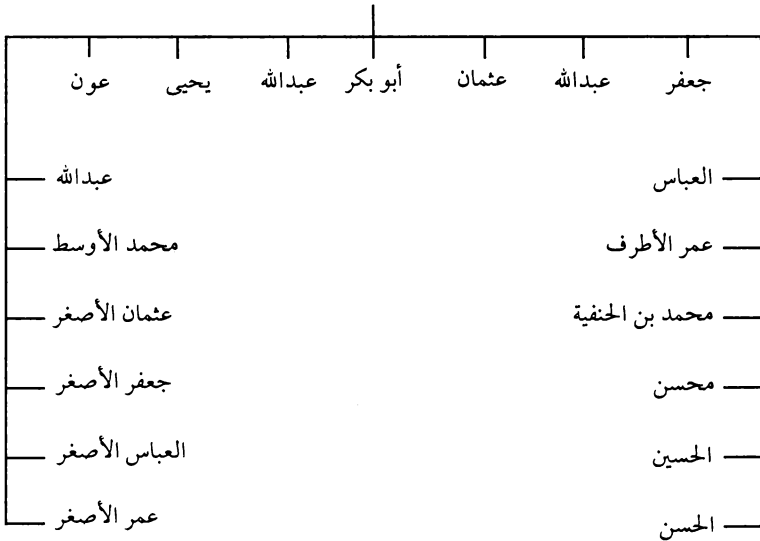 جعفر عبدالله عثمان أبو بكر عبدالله يحيى عون
العباس عبدالله
عمر الأطرف محمد الأوسط
محمد بن الحنفية عثمان الأصغر
محسن جعفر الأصغر
الحسين العباس الأصغر
الحسن عمر الأصغر